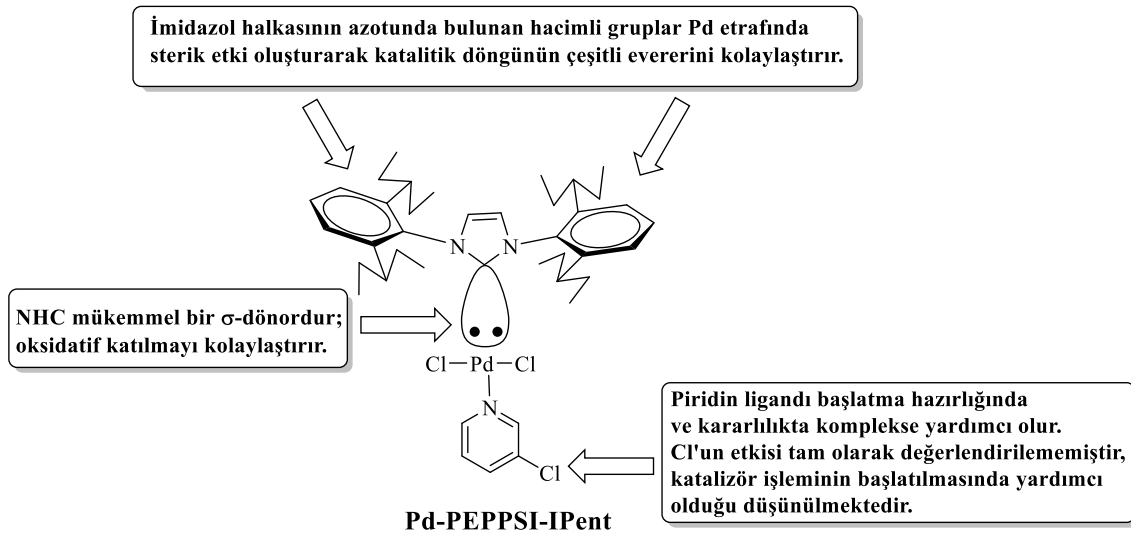 İmidazol halkasının azotunda bulunan hacimli gruplar Pd etrafında
sterik etki oluşturarak katalitik döngünün çeşitli evererini kolaylaştırır.
N N
NHC mükemmel bir σ-dönordur;
oksidatif katılmayı kolaylaştırır.
Cl Pd Cl
N
Cl
Piridin ligandı başlatma hazırlığında
ve kararlılıkta komplekse yardımcı olur.
Cl'un etkisi tam olarak değerlendirilememiştir,
katalizör işleminin başlatılmasında yardımcı
olduğu düşünülmektedir.
Pd-PEPPSI-IPent